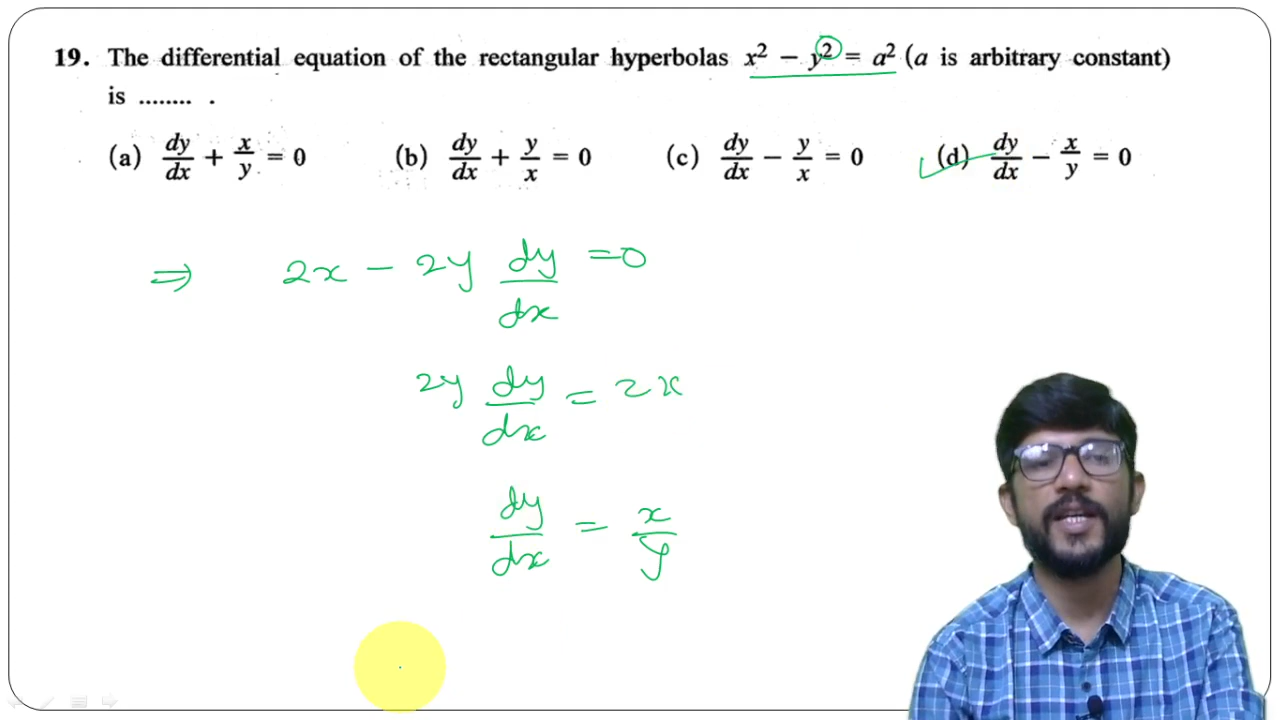 19. The differential equation of the rectangular hyperbolas x² − y² = a² (a is arbitrary constant)
is ........ .
(a) dy/dx + x/y = 0 (b) dy/dx + y/x = 0 (c) dy/dx − y/x = 0 (d) dy/dx − x/y = 0
⇒ 2x − 2y dy/dx = 0
2y dy/dx = 2x
dy/dx = x/y